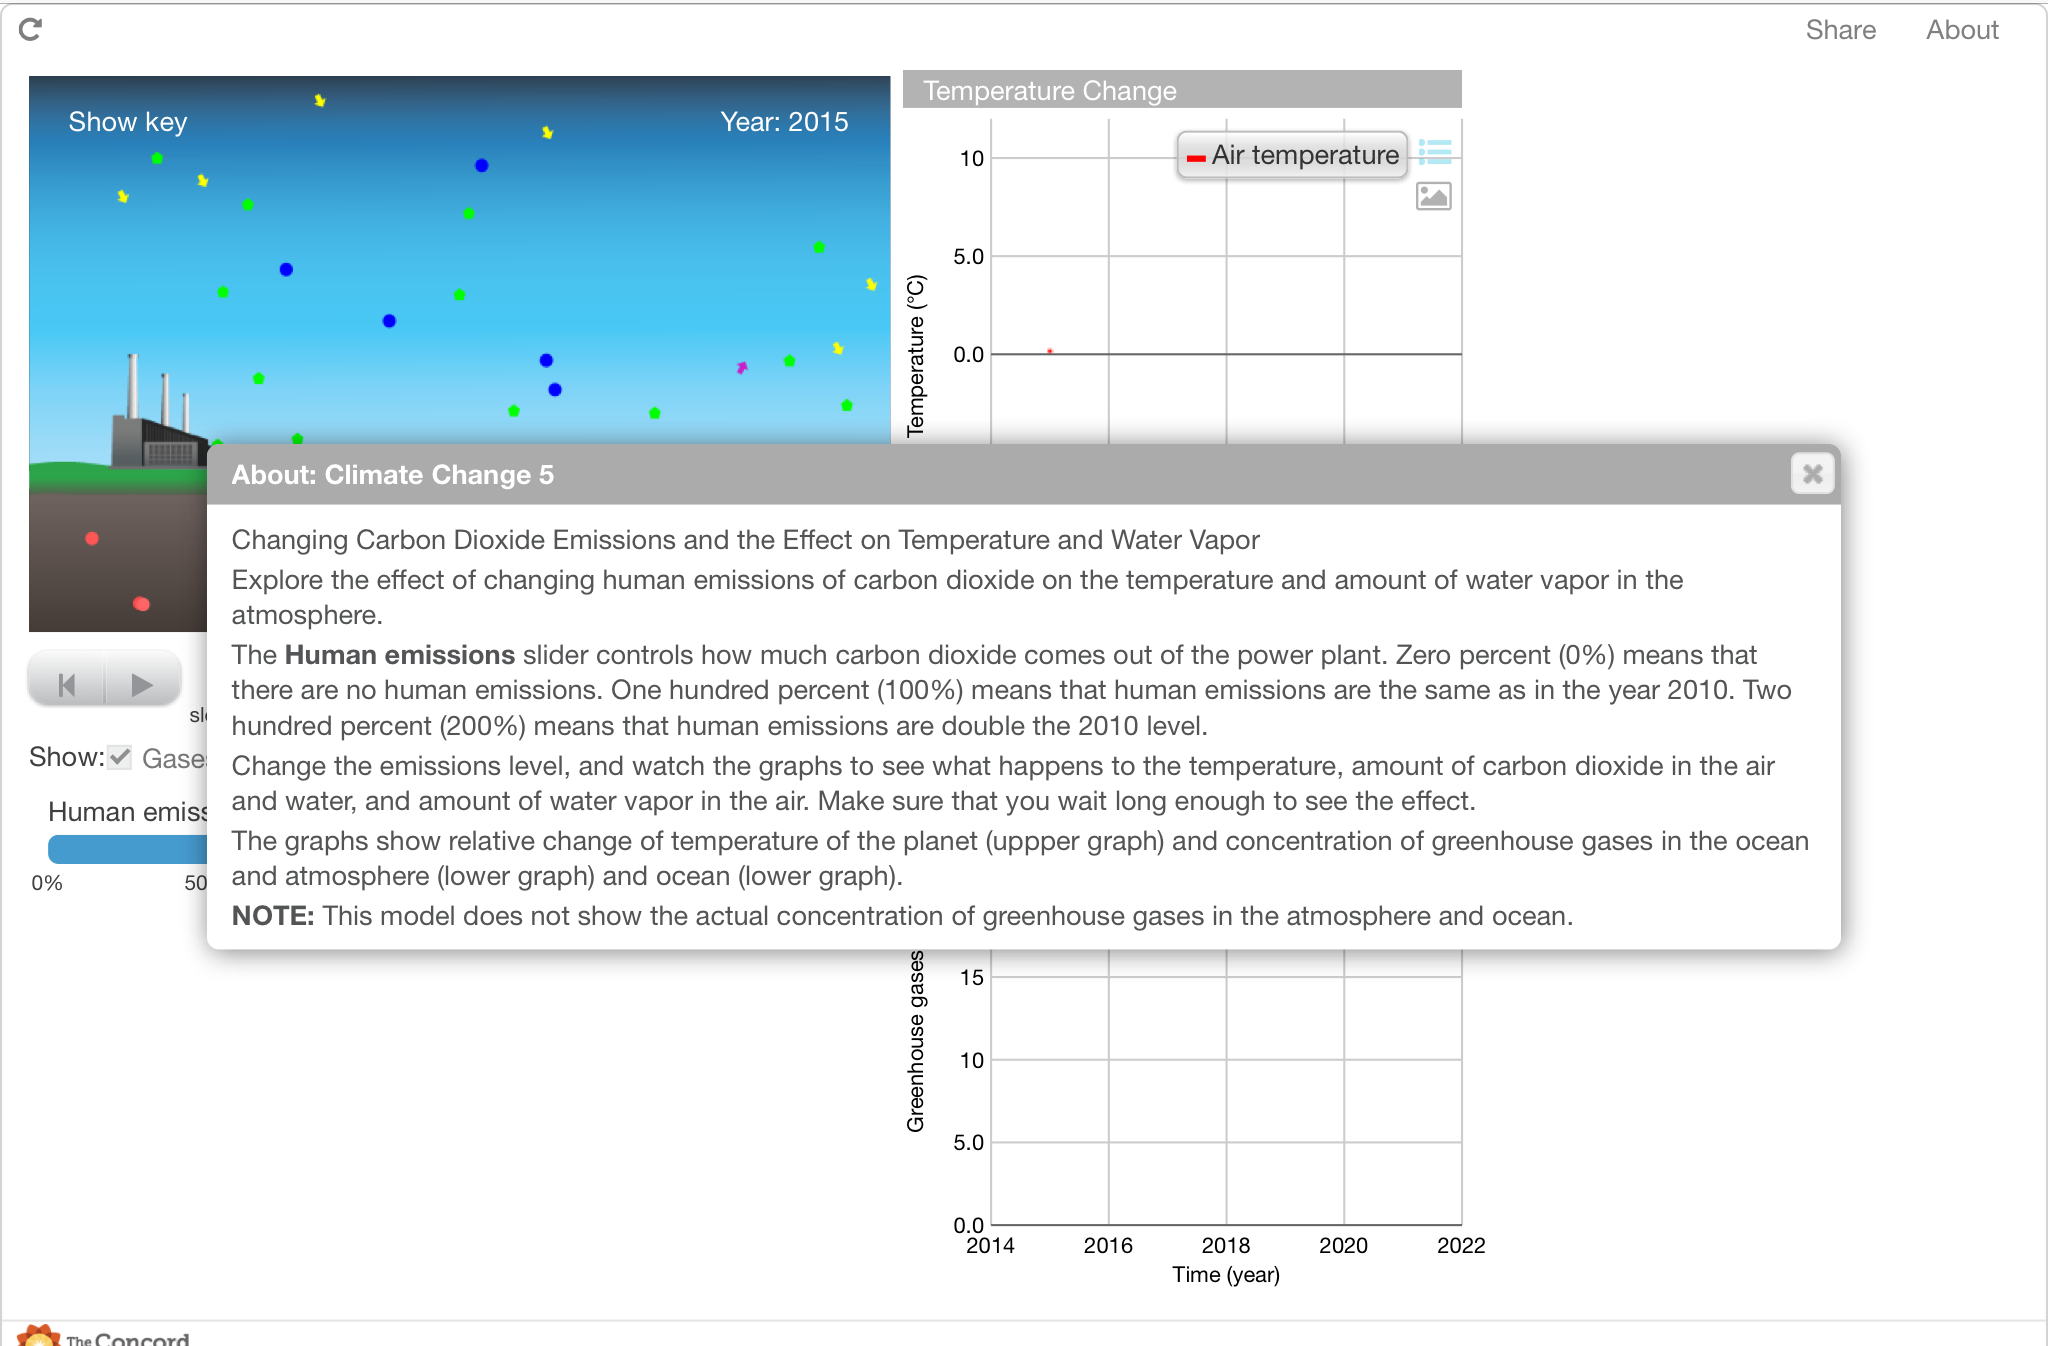 Share About
Show key
Year: 2015
Temperature Change
Air temperature
10
5.0
0.0
Temperature (°C)
About: Climate Change 5
Changing Carbon Dioxide Emissions and the Effect on Temperature and Water Vapor
Explore the effect of changing human emissions of carbon dioxide on the temperature and amount of water vapor in the
atmosphere.
The Human emissions slider controls how much carbon dioxide comes out of the power plant. Zero percent (0%) means that
there are no human emissions. One hundred percent (100%) means that human emissions are the same as in the year 2010. Two
hundred percent (200%) means that human emissions are double the 2010 level.
Change the emissions level, and watch the graphs to see what happens to the temperature, amount of carbon dioxide in the air
and water, and amount of water vapor in the air. Make sure that you wait long enough to see the effect.
The graphs show relative change of temperature of the planet (uppper graph) and concentration of greenhouse gases in the ocean
and atmosphere (lower graph) and ocean (lower graph).
NOTE: This model does not show the actual concentration of greenhouse gases in the atmosphere and ocean.
Show:
Human
0%
Greenhouse gases
15
10
5.0
0.0
2014 2016 2018 2020 2022
Time (year)
The Concord